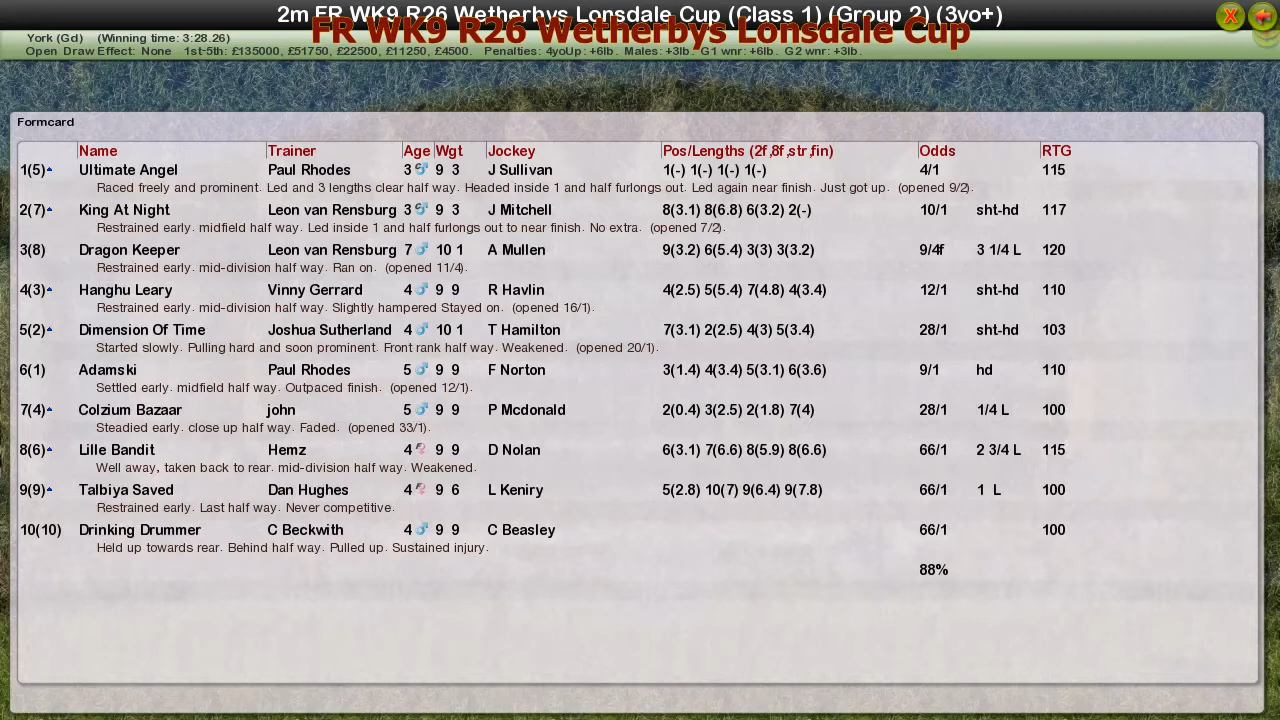 2m FR WK9 R26 Wetherbys Lonsdale Cup (Class 1) (Group 2) (3yo+)
FR WK9 R26 Wetherbys Lonsdale Cup
York (Gd) (Winning time: 3:28.26)
Open Draw Effect: None 1st-5th: £135000, £51750, £22500, £11250, £4500. Penalties: 4yoUp: +6lb. Males: +3lb. G1 wnr: +6lb. G2 wnr: +3lb.
Formcard
Name Trainer Age Wgt Jockey Pos/Lengths (2f,8f,str,fin) Odds RTG
1(5) Ultimate Angel Paul Rhodes 3 9 3 J Sullivan 1(-) 1(-) 1(-) 1(-) 4/1 115
Raced freely and prominent. Led and 3 lengths clear half way. Headed inside 1 and half furlongs out. Led again near finish. Just got up. (opened 9/2).
2(7) King At Night Leon van Rensburg 3 9 3 J Mitchell 8(3.1) 8(6.8) 6(3.2) 2(-) 10/1 sht-hd 117
Restrained early. midfield half way. Led inside 1 and half furlongs out to near finish. No extra. (opened 7/2).
3(8) Dragon Keeper Leon van Rensburg 7 10 1 A Mullen 9(3.2) 6(5.4) 3(3) 3(3.2) 9/4f 3 1/4 L 120
Restrained early. mid-division half way. Ran on. (opened 11/4).
4(3) Hanghu Leary Vinny Gerrard 4 9 9 R Havlin 4(2.5) 5(5.4) 7(4.8) 4(3.4) 12/1 sht-hd 110
Restrained early. mid-division half way. Slightly hampered Stayed on. (opened 16/1).
5(2) Dimension Of Time Joshua Sutherland 4 10 1 T Hamilton 7(3.1) 2(2.5) 4(3) 5(3.4) 28/1 sht-hd 103
Started slowly. Pulling hard and soon prominent. Front rank half way. Weakened. (opened 20/1).
6(1) Adamski Paul Rhodes 5 9 9 F Norton 3(1.4) 4(3.4) 5(3.1) 6(3.6) 9/1 hd 110
Settled early. midfield half way. Outpaced finish. (opened 12/1).
7(4) Colzium Bazaar john 5 9 9 P Mcdonald 2(0.4) 3(2.5) 2(1.8) 7(4) 28/1 1/4 L 100
Steadied early. close up half way. Faded. (opened 33/1).
8(6) Lille Bandit Hemz 4 9 9 D Nolan 6(3.1) 7(6.6) 8(5.9) 8(6.6) 66/1 2 3/4 L 115
Well away, taken back to rear. mid-division half way. Weakened.
9(9) Talbiya Saved Dan Hughes 4 9 6 L Keniry 5(2.8) 10(7) 9(6.4) 9(7.8) 66/1 1 L 100
Restrained early. Last half way. Never competitive.
10(10) Drinking Drummer C Beckwith 4 9 9 C Beasley 66/1 100
Held up towards rear. Behind half way. Pulled up. Sustained injury.
88%